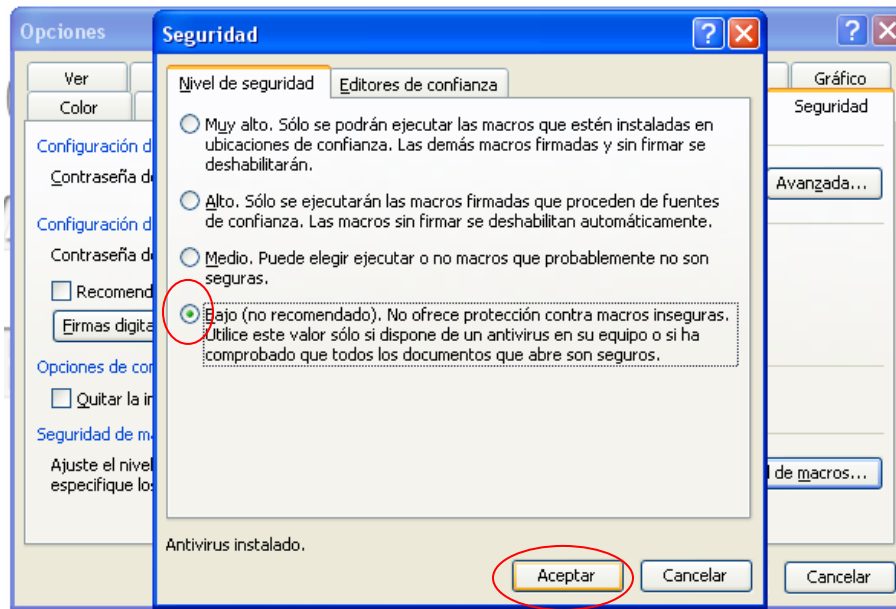 Opciones
Seguridad
Ver
Gráfico
Color
Seguridad
Nivel de seguridad
Editores de confianza
Muy alto. Sólo se podrán ejecutar las macros que estén instaladas en
ubicaciones de confianza. Las demás macros firmadas y sin firmar se
deshabilitarán.
Alto. Sólo se ejecutarán las macros firmadas que proceden de fuentes
de confianza. Las macros sin firmar se deshabilitan automáticamente.
Medio. Puede elegir ejecutar o no macros que probablemente no son
seguras.
Bajo (no recomendado). No ofrece protección contra macros inseguras.
Utilice este valor sólo si dispone de un antivirus en su equipo o si ha
comprobado que todos los documentos que abre son seguros.
Antivirus instalado.
Aceptar
Cancelar
Configuración
Contraseña
Avanzada...
Configuración
Contraseña
Firmas
Opciones de
Quitar la
Seguridad de
Ajuste el nivel
especifique
de macros...
Cancelar